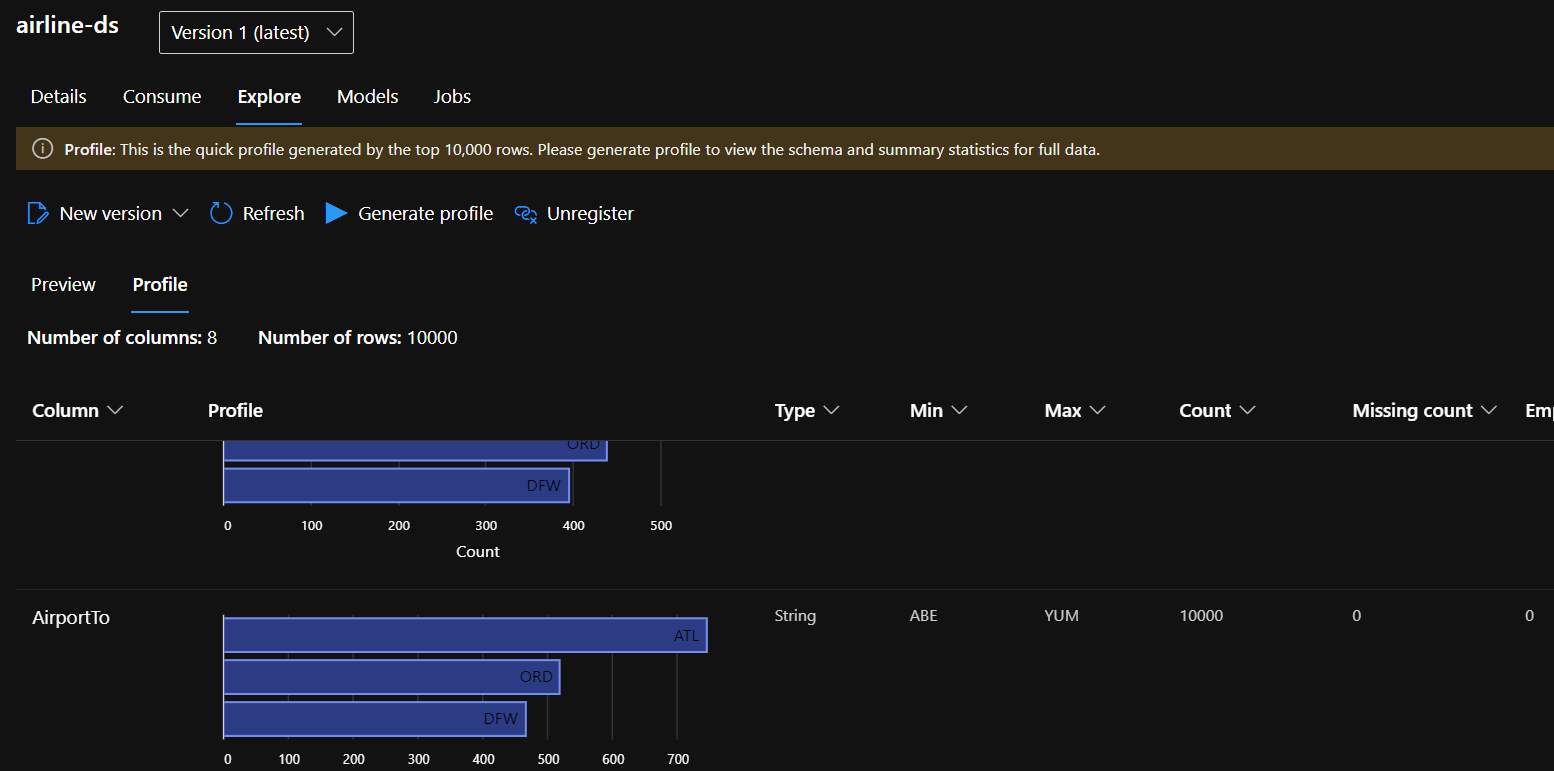 airline-ds
Version 1 (latest)
Details Consume Explore Models Jobs
Profile: This is the quick profile generated by the top 10,000 rows. Please generate profile to view the schema and summary statistics for full data.
New version Refresh Generate profile Unregister
Preview Profile
Number of columns: 8 Number of rows: 10000
Column Profile Type Min Max Count Missing count Em
ORD
DFW
0 100 200 300 400 500
Count
AirportTo String ABE YUM 10000 0 0
ATL
ORD
DFW
0 100 200 300 400 500 600 700